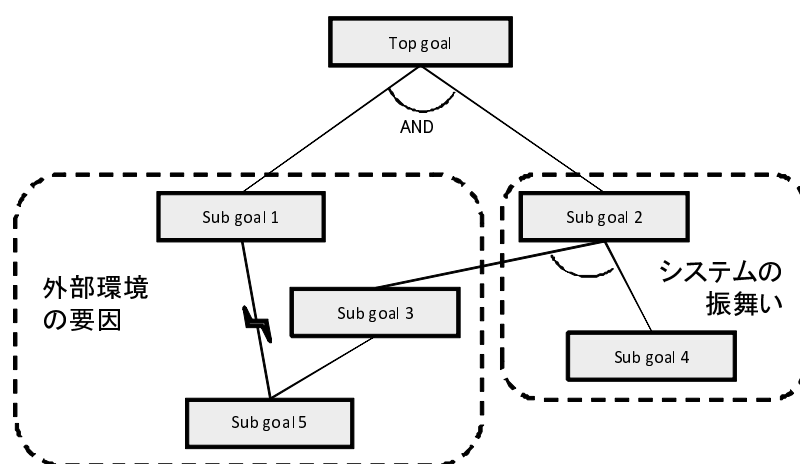 Top goal
AND
Sub goal 1
Sub goal 2
外部環境
の要因
Sub goal 3
システムの
振舞い
Sub goal 4
Sub goal 5